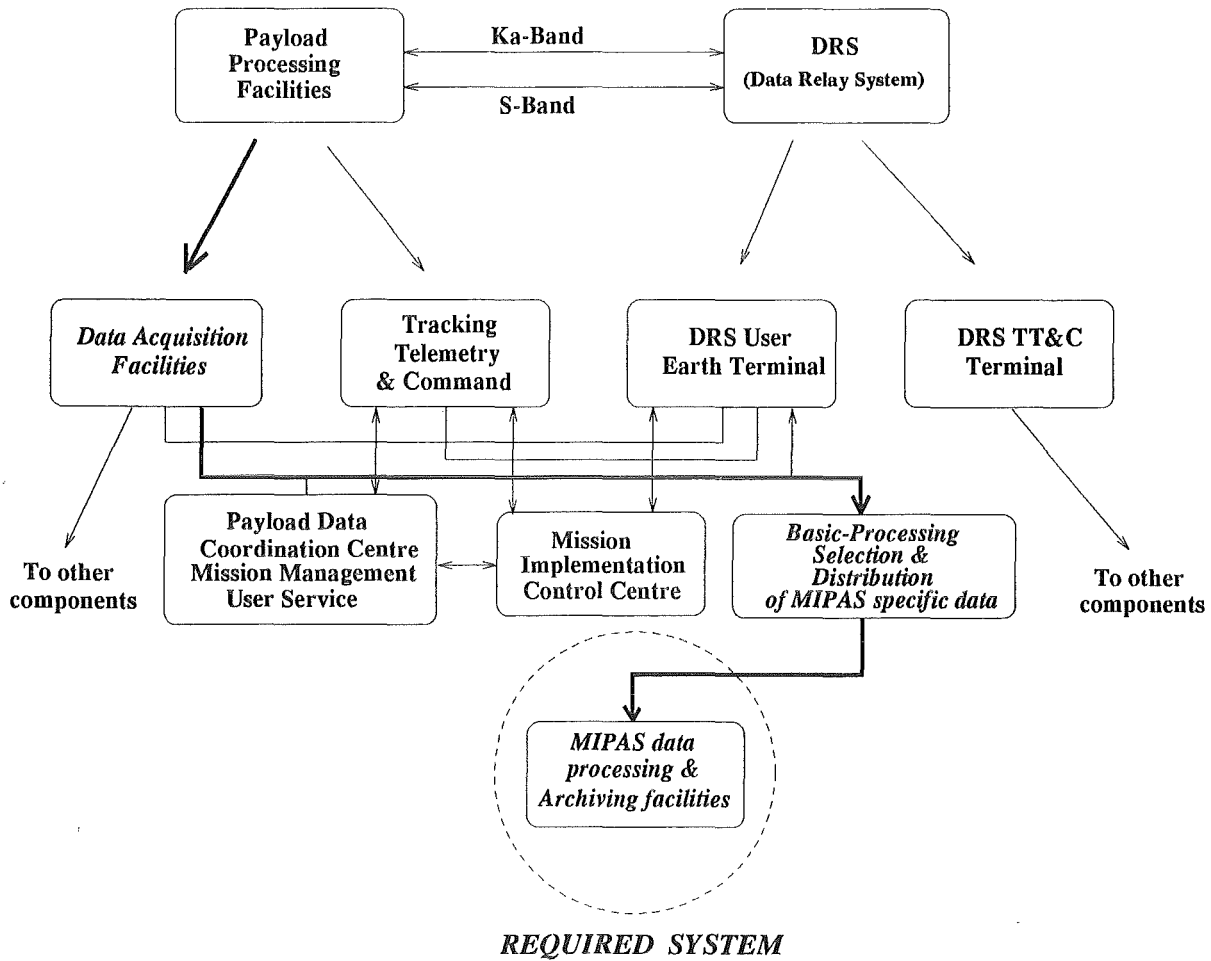 Payload
Processing
Facilities
Ka-Band
S-Band
DRS
(Data Relay System)
Data Acquisition
Facilities
Tracking
Telemetry
& Command
DRS User
Earth Terminal
DRS TT&C
Terminal
To other
components
Payload Data
Coordination Centre
Mission Management
User Service
Mission
Implementation
Control Centre
Basic-Processing
Selection &
Distribution
of MIPAS specific data
To other
components
MIPAS data
processing &
Archiving facilities
REQUIRED SYSTEM